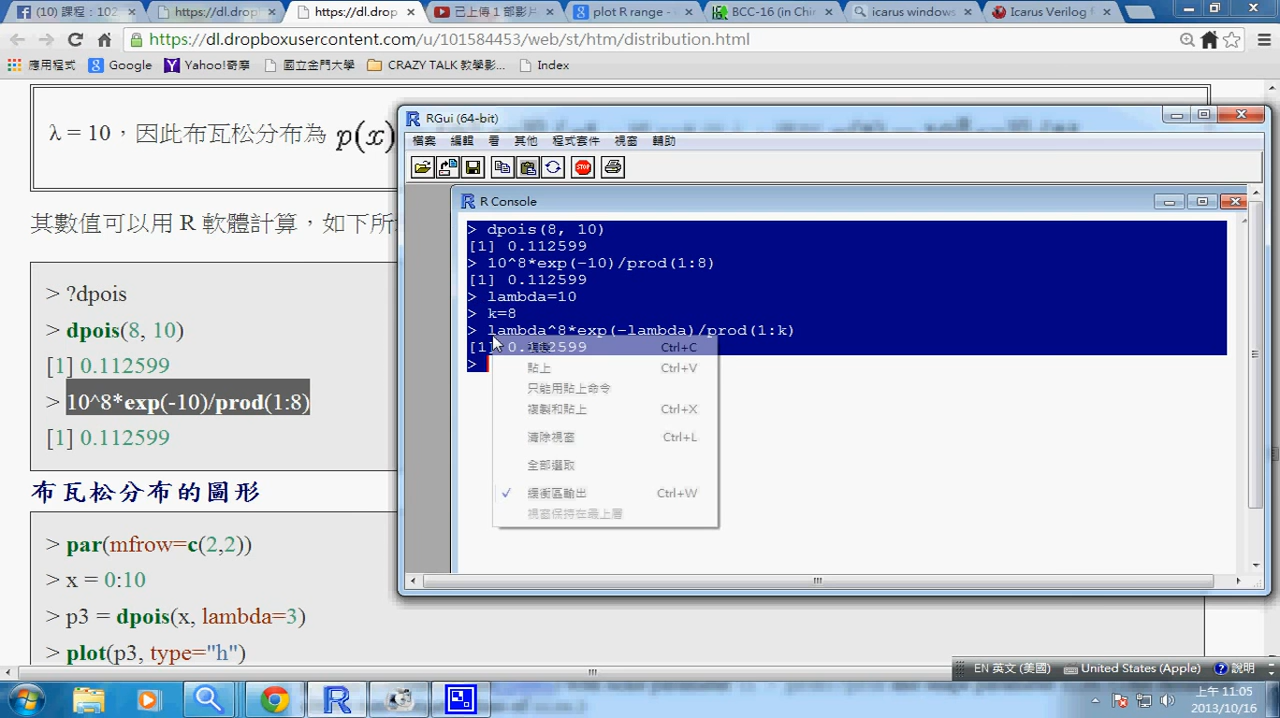 (10) 課程：102
https://dl.drop
https://dl.drop
己上傳 1 部影片
plot R range -
BCC-16 (in Chi
icarus windows
Icarus Verilog
https://dl.dropboxusercontent.com/u/101584453/web/st/htm/distribution.html
應用程式 Google Yahoo!奇摩 國立金門大學 CRAZY TALK 教學影... Index
λ = 10，因此布瓦松分布為 p(x)
其數值可以用 R 軟體計算，如下所
> ?dpois
> dpois(8, 10)
[1] 0.112599
> 10^8*exp(-10)/prod(1:8)
[1] 0.112599
布瓦松分布的圖形
> par(mfrow=c(2,2))
> x = 0:10
> p3 = dpois(x, lambda=3)
> plot(p3, type="h")
RGui (64-bit)
檔案 編輯 看 其他 程式套件 視窗 輔助
STOP
R Console
> dpois(8, 10)
[1] 0.112599
> 10^8*exp(-10)/prod(1:8)
[1] 0.112599
> lambda=10
> k=8
> lambda^8*exp(-lambda)/prod(1:k)
[1] 0.112599
>
複製 Ctrl+C
貼上 Ctrl+V
只能用貼上命令
複製和貼上 Ctrl+X
清除視窗 Ctrl+L
全部選取
緩衝區輸出 Ctrl+W
視窗保持在最上層
EN 英文 (美國) United States (Apple) 說明
上午 11:05
2013/10/16